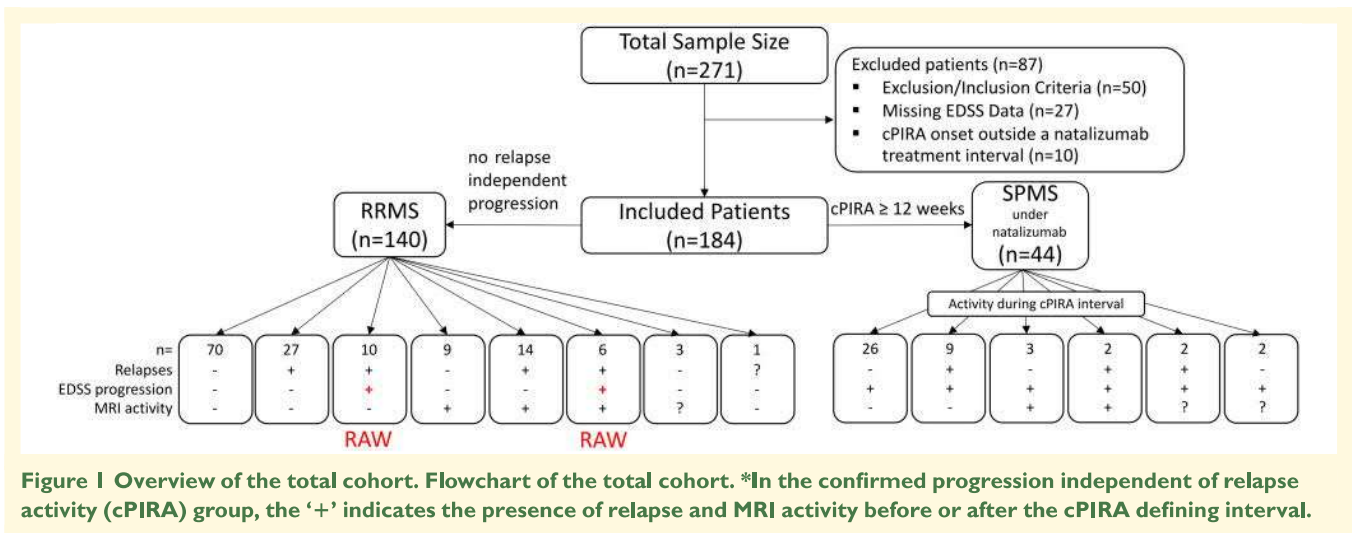 Total Sample Size
(n=271)
Excluded patients (n=87)
▪ Exclusion/Inclusion Criteria (n=50)
▪ Missing EDSS Data (n=27)
▪ cPIRA onset outside a natalizumab
treatment interval (n=10)
no relapse
independent
progression
RRMS
(n=140)
Included Patients
(n=184)
cPIRA ≥ 12 weeks
SPMS
under
natalizumab
(n=44)
Activity during cPIRA interval
n= 70 27 10 9 14 6 3 1 26 9 3 2 2 2
Relapses - + + - + + - ? - + - + + -
EDSS progression - - + - - + - - + + + + + +
MRI activity - - - + + + ? - - - + + ? ?
RAW RAW
Figure 1 Overview of the total cohort. Flowchart of the total cohort. *In the confirmed progression independent of relapse
activity (cPIRA) group, the ‘+’ indicates the presence of relapse and MRI activity before or after the cPIRA defining interval.